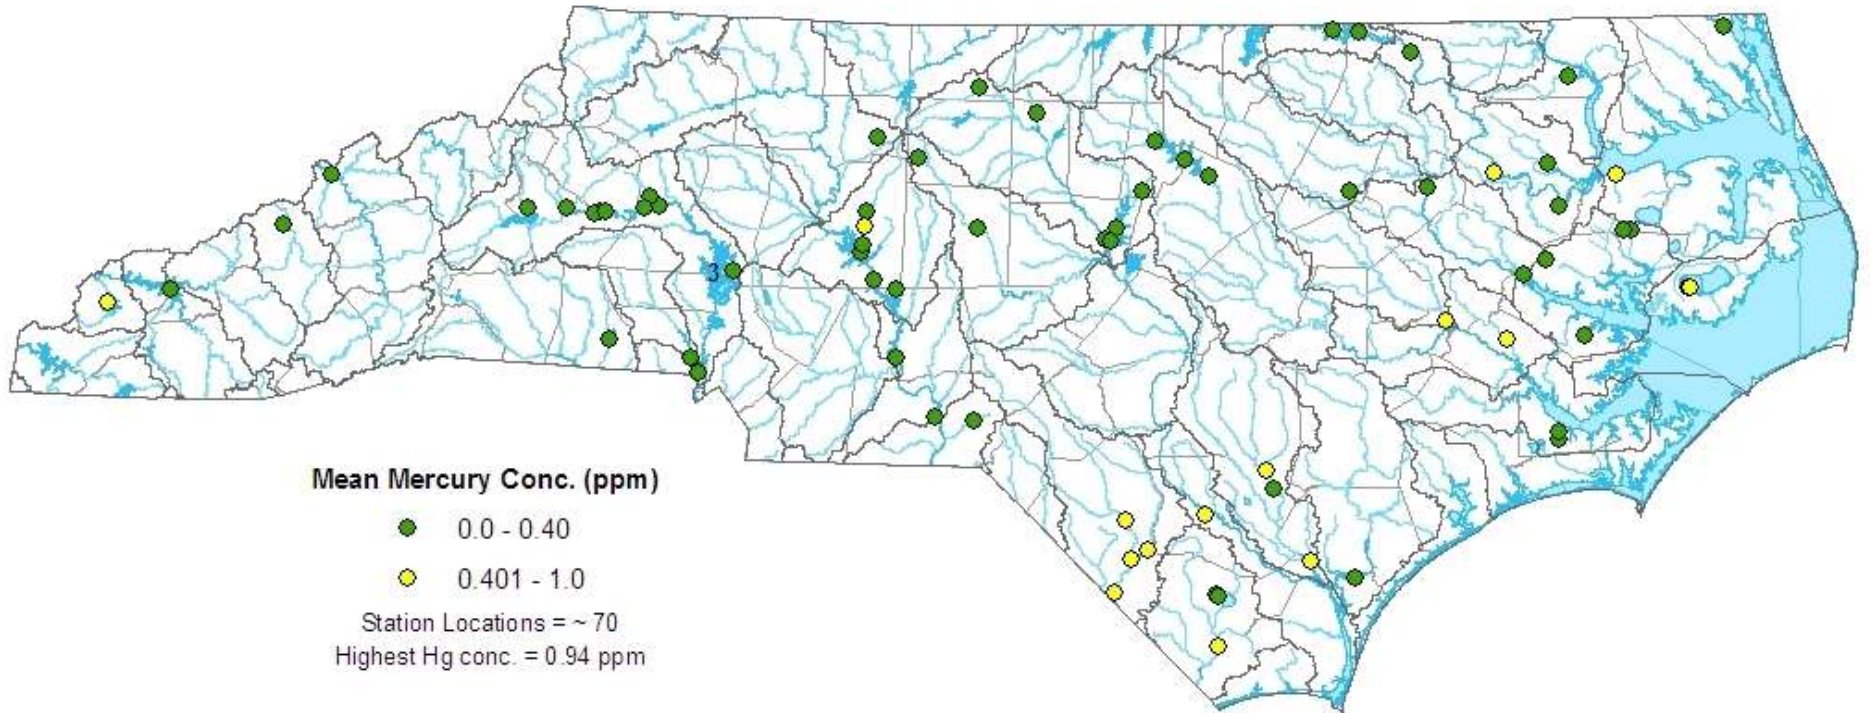 3
Mean Mercury Conc. (ppm)
0.0 - 0.40
0.401 - 1.0
Station Locations = ~ 70
Highest Hg conc. = 0.94 ppm